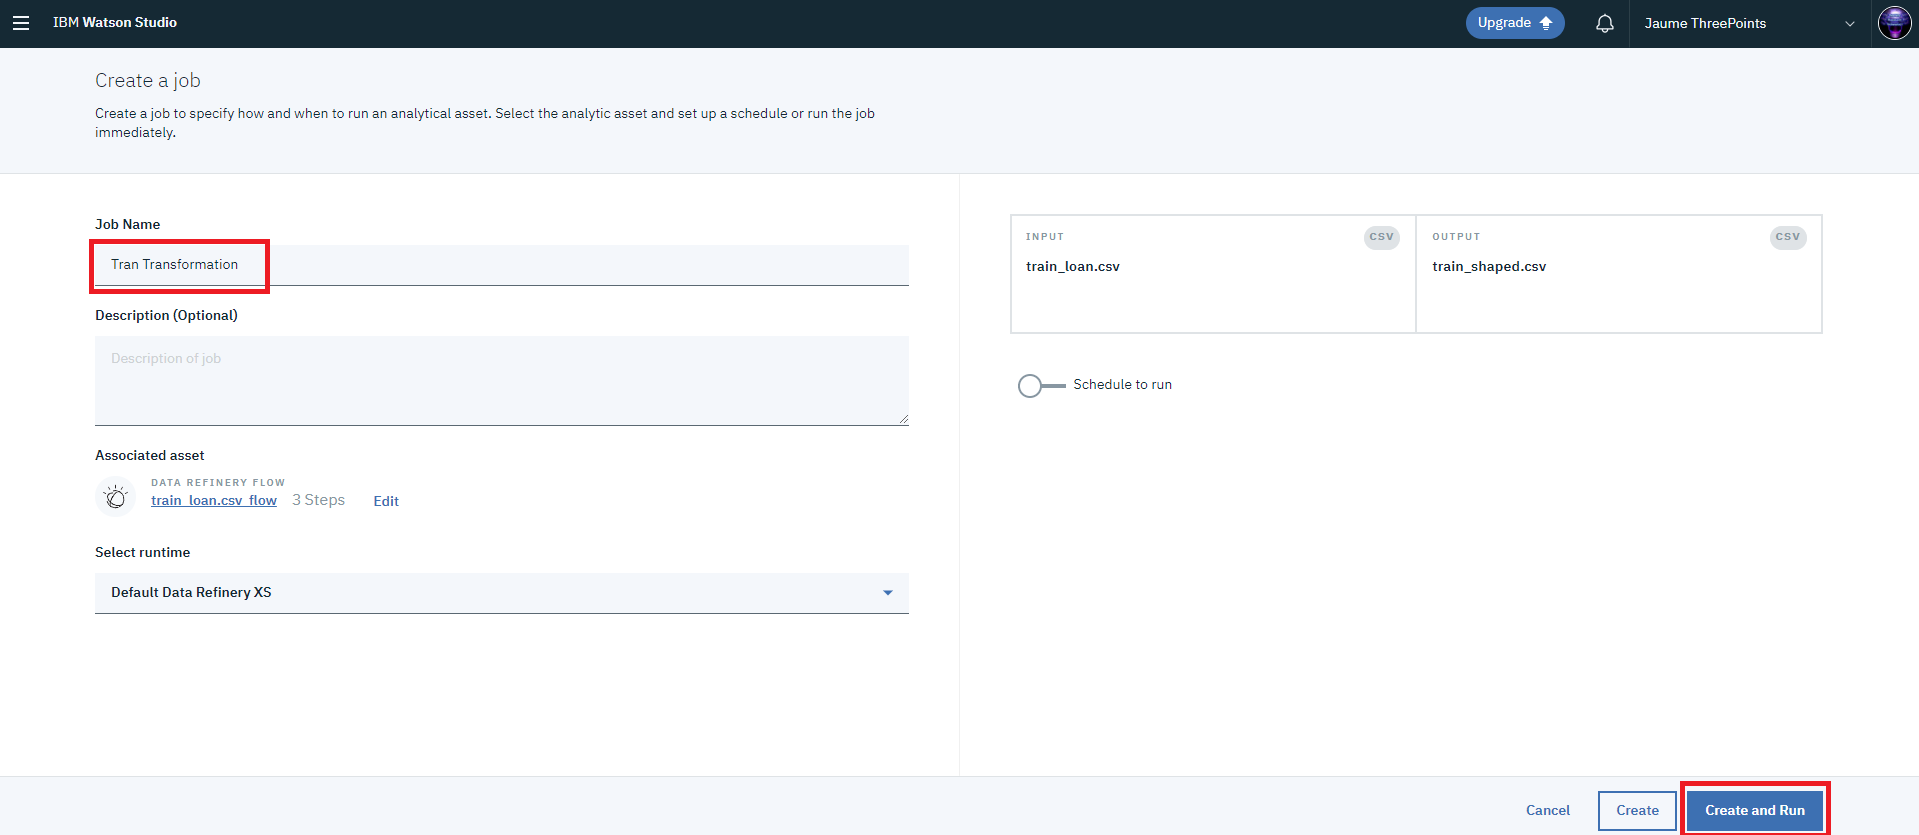 IBM Watson Studio
Upgrade
Jaume ThreePoints
Create a job
Create a job to specify how and when to run an analytical asset. Select the analytic asset and set up a schedule or run the job
immediately.
Job Name
Tran Transformation
Description (Optional)
Description of job
Associated asset
DATA REFINERY FLOW
train_loan.csv_flow 3 Steps Edit
Select runtime
Default Data Refinery XS
INPUT CSV
train_loan.csv
OUTPUT CSV
train_shaped.csv
Schedule to run
Cancel
Create
Create and Run